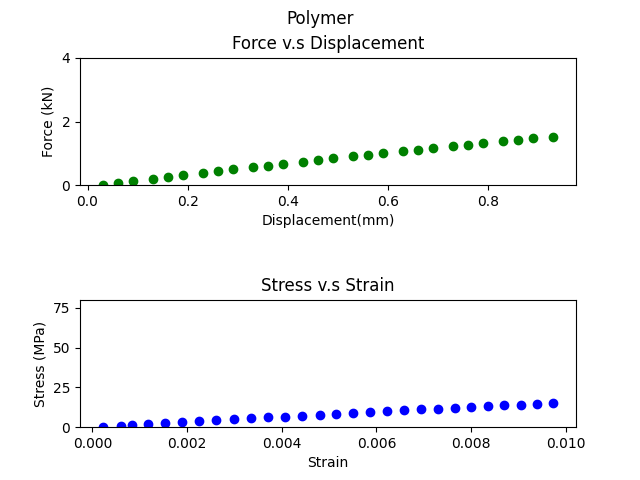 Polymer
Force v.s Displacement
4
2
0
Force (kN)
0.0 0.2 0.4 0.6 0.8
Displacement(mm)
Stress v.s Strain
75
50
25
0
Stress (MPa)
0.000 0.002 0.004 0.006 0.008 0.010
Strain